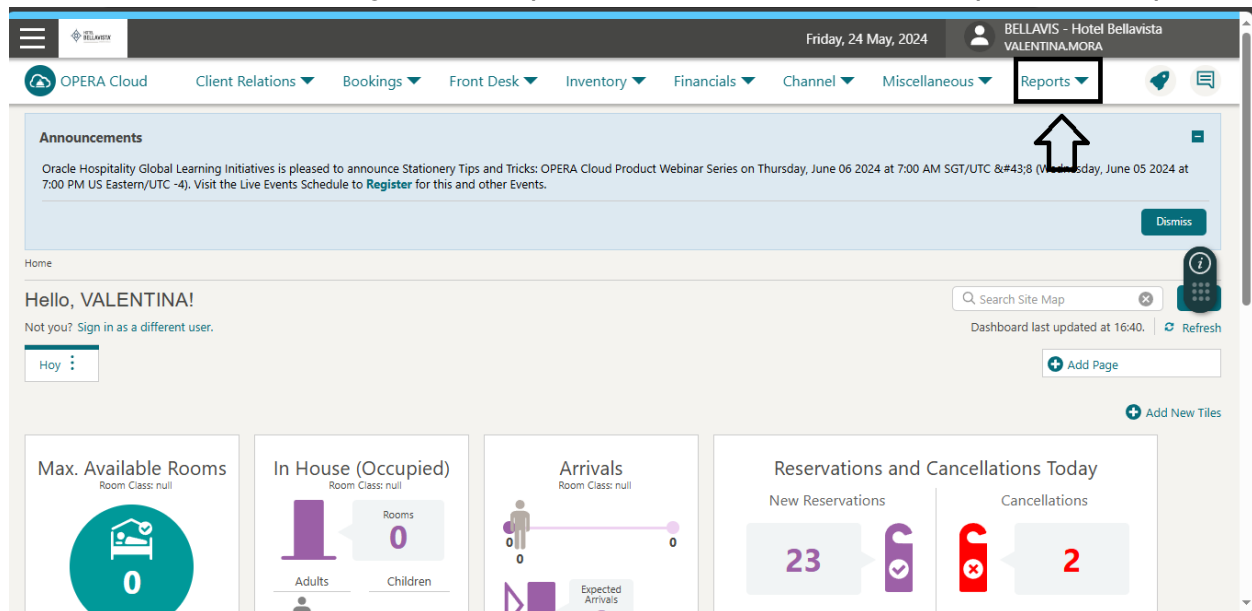 HOTEL
BELLAVISTA
Friday, 24 May, 2024
BELLAVIS - Hotel Bellavista
VALENTINA.MORA
OPERA Cloud
Client Relations
Bookings
Front Desk
Inventory
Financials
Channel
Miscellaneous
Reports
Announcements
Oracle Hospitality Global Learning Initiatives is pleased to announce Stationery Tips and Tricks: OPERA Cloud Product Webinar Series on Thursday, June 06 2024 at 7:00 AM SGT/UTC &#43;8 (Wednesday, June 05 2024 at
7:00 PM US Eastern/UTC -4). Visit the Live Events Schedule to Register for this and other Events.
Dismiss
Home
Hello, VALENTINA!
Search Site Map
Not you? Sign in as a different user.
Dashboard last updated at 16:40.
Refresh
Hoy
Add Page
Add New Tiles
Max. Available Rooms
Room Class: null
0
In House (Occupied)
Room Class: null
Rooms
0
Adults
Children
Arrivals
Room Class: null
0
0
0
Expected
Arrivals
Reservations and Cancellations Today
New Reservations
23
Cancellations
2